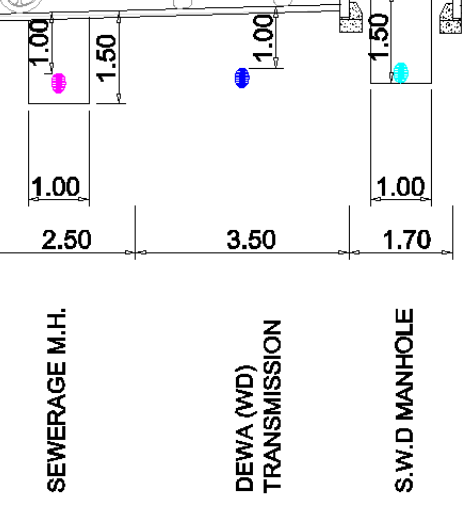 1.00
1.50
1.00
1.50
1.00
1.00
2.50
3.50
1.70
SEWERAGE M.H.
DEWA (WD)
TRANSMISSION
S.W.D MANHOLE